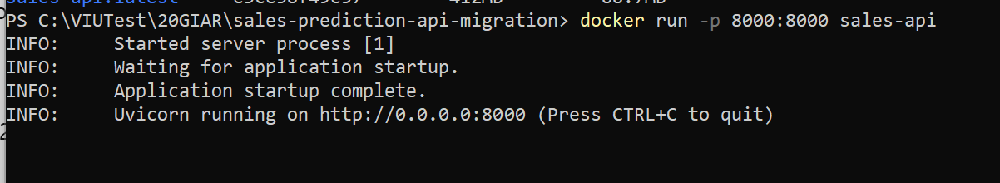 PS C:\VIUTest\20GIAR\sales-prediction-api-migration> docker run -p 8000:8000 sales-api
INFO:     Started server process [1]
INFO:     Waiting for application startup.
INFO:     Application startup complete.
INFO:     Uvicorn running on http://0.0.0.0:8000 (Press CTRL+C to quit)